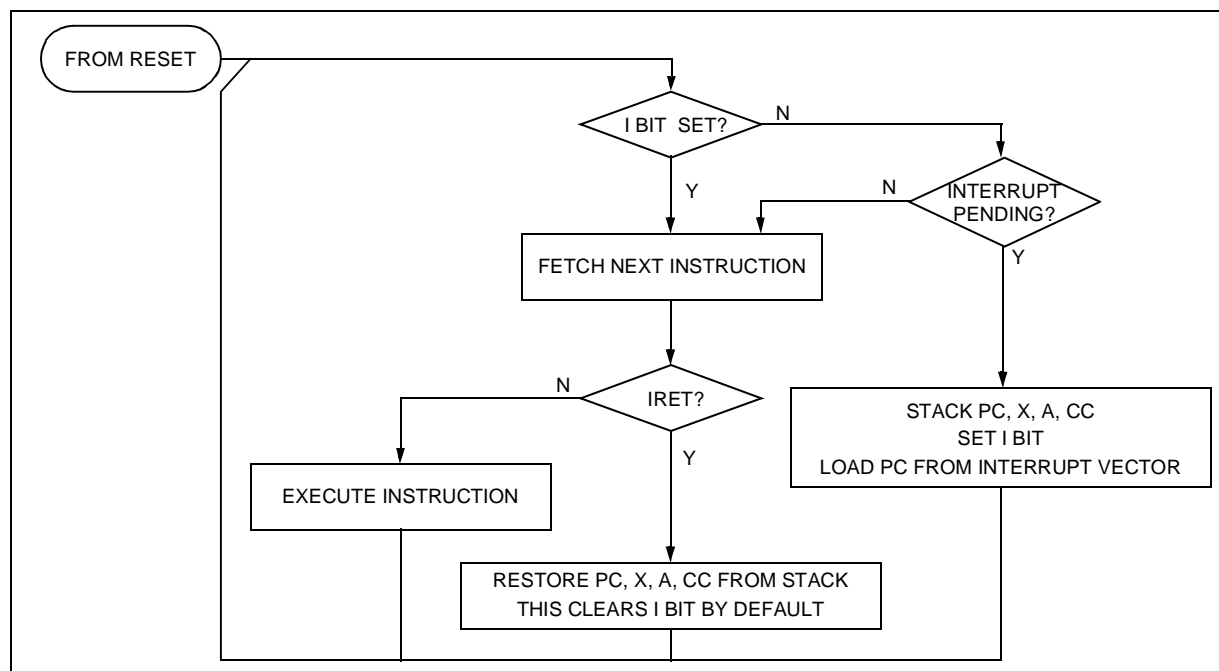 FROM RESET
I BIT SET?
N
Y
N
INTERRUPT
PENDING?
Y
FETCH NEXT INSTRUCTION
N
IRET?
Y
STACK PC, X, A, CC
SET I BIT
LOAD PC FROM INTERRUPT VECTOR
EXECUTE INSTRUCTION
RESTORE PC, X, A, CC FROM STACK
THIS CLEARS I BIT BY DEFAULT